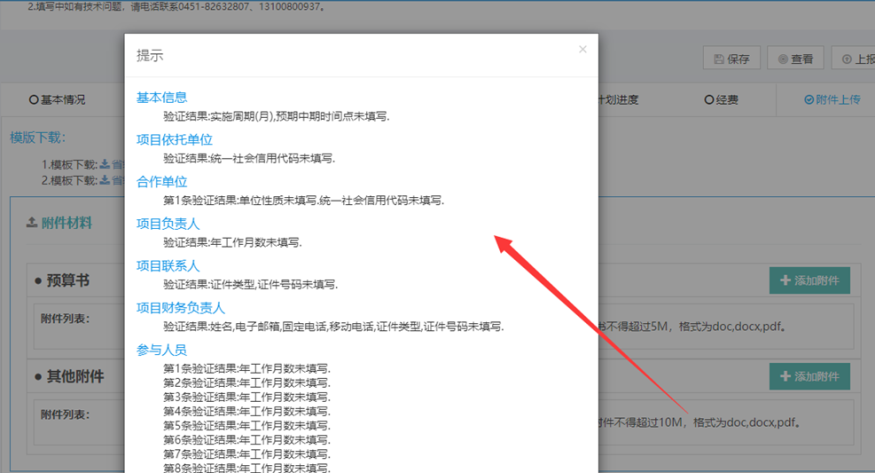 2.填写中如有技术问题，请电话联系0451-82632807、13100800937。
提示
×
保存
查看
上报
基本情况
计划进度
经费
附件上传
模版下载：
1.模板下载:
2.模板下载:
附件材料
预算书
添加附件
附件列表：
不得超过5M，格式为doc,docx,pdf。
其他附件
添加附件
附件列表：
附件不得超过10M，格式为doc,docx,pdf。
基本信息
验证结果:实施周期(月),预期中期时间点未填写.
项目依托单位
验证结果:统一社会信用代码未填写.
合作单位
第1条验证结果:单位性质未填写.统一社会信用代码未填写.
项目负责人
验证结果:年工作月数未填写.
项目联系人
验证结果:证件类型,证件号码未填写.
项目财务负责人
验证结果:姓名,电子邮箱,固定电话,移动电话,证件类型,证件号码未填写.
参与人员
第1条验证结果:年工作月数未填写.
第2条验证结果:年工作月数未填写.
第3条验证结果:年工作月数未填写.
第4条验证结果:年工作月数未填写.
第5条验证结果:年工作月数未填写.
第6条验证结果:年工作月数未填写.
第7条验证结果:年工作月数未填写.
第8条验证结果:年工作月数未填写.